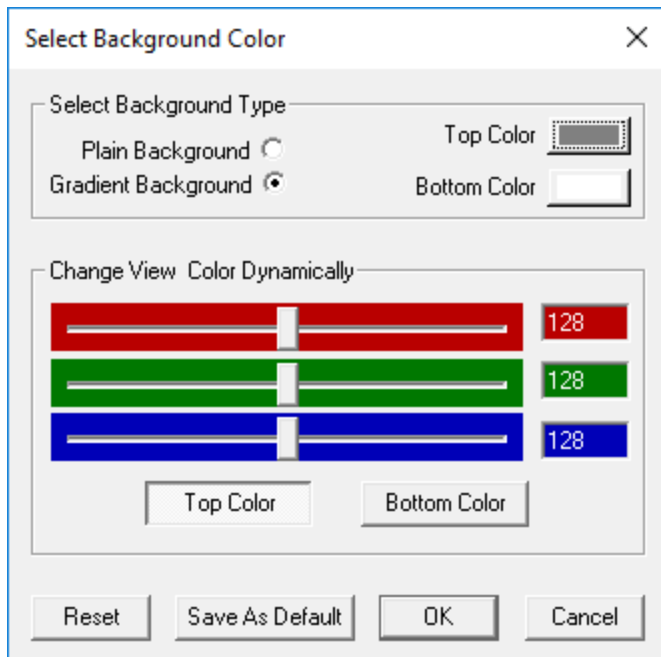 Select Background Color
Select Background Type
Plain Background
Top Color
Gradient Background
Bottom Color
Change View  Color Dynamically
128
128
128
Top Color
Bottom Color
Reset
Save As Default
OK
Cancel